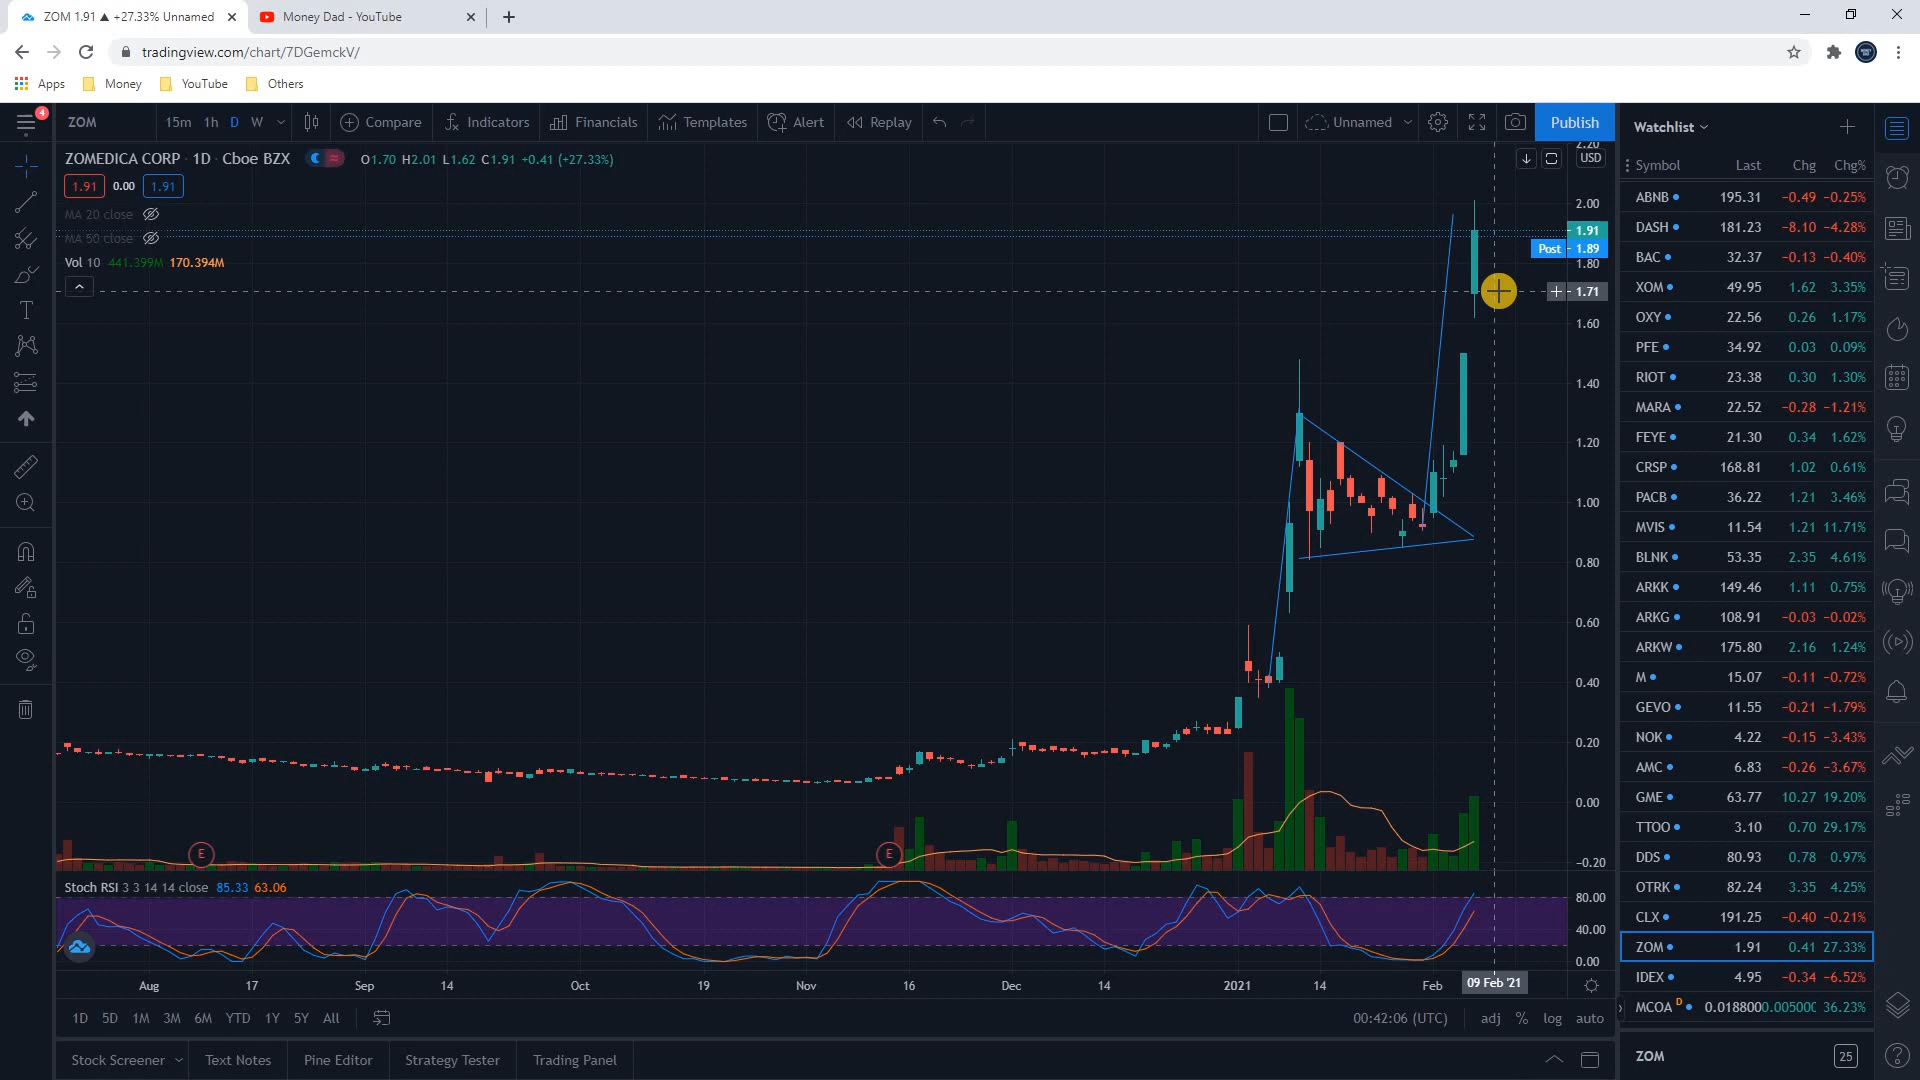 ZOM 1.91 ▲ +27.33% Unnamed
Money Dad - YouTube
tradingview.com/chart/7DGemckV/
Apps Money YouTube Others
4
ZOM 15m 1h D W Compare Indicators Financials Templates Alert Replay Unnamed Publish
ZOMEDICA CORP · 1D · Cboe BZX O1.70 H2.01 L1.62 C1.91 +0.41 (+27.33%)
1.91 0.00 1.91
MA 20 close
MA 50 close
Vol 10 441.399M 170.394M
2.20
USD
2.00
1.91
Post 1.89
1.80
1.71
1.60
1.40
1.20
1.00
0.80
0.60
0.40
0.20
0.00
−0.20
E E
Stoch RSI 3 3 14 14 close 85.33 63.06
80.00
40.00
0.00
Aug 17 Sep 14 Oct 19 Nov 16 Dec 14 2021 14 Feb 09 Feb '21
1D 5D 1M 3M 6M YTD 1Y 5Y All
00:42:06 (UTC) adj % log auto
Stock Screener Text Notes Pine Editor Strategy Tester Trading Panel
Watchlist
Symbol Last Chg Chg%
ABNB 195.31 −0.49 −0.25%
DASH 181.23 −8.10 −4.28%
BAC 32.37 −0.13 −0.40%
XOM 49.95 1.62 3.35%
OXY 22.56 0.26 1.17%
PFE 34.92 0.03 0.09%
RIOT 23.38 0.30 1.30%
MARA 22.52 −0.28 −1.21%
FEYE 21.30 0.34 1.62%
CRSP 168.81 1.02 0.61%
PACB 36.22 1.21 3.46%
MVIS 11.54 1.21 11.71%
BLNK 53.35 2.35 4.61%
ARKK 149.46 1.11 0.75%
ARKG 108.91 −0.03 −0.02%
ARKW 175.80 2.16 1.24%
M 15.07 −0.11 −0.72%
GEVO 11.55 −0.21 −1.79%
NOK 4.22 −0.15 −3.43%
AMC 6.83 −0.26 −3.67%
GME 63.77 10.27 19.20%
TTOO 3.10 0.70 29.17%
DDS 80.93 0.78 0.97%
OTRK 82.24 3.35 4.25%
CLX 191.25 −0.40 −0.21%
ZOM 1.91 0.41 27.33%
IDEX 4.95 −0.34 −6.52%
MCOA D 0.018800 0.005000 36.23%
ZOM 25